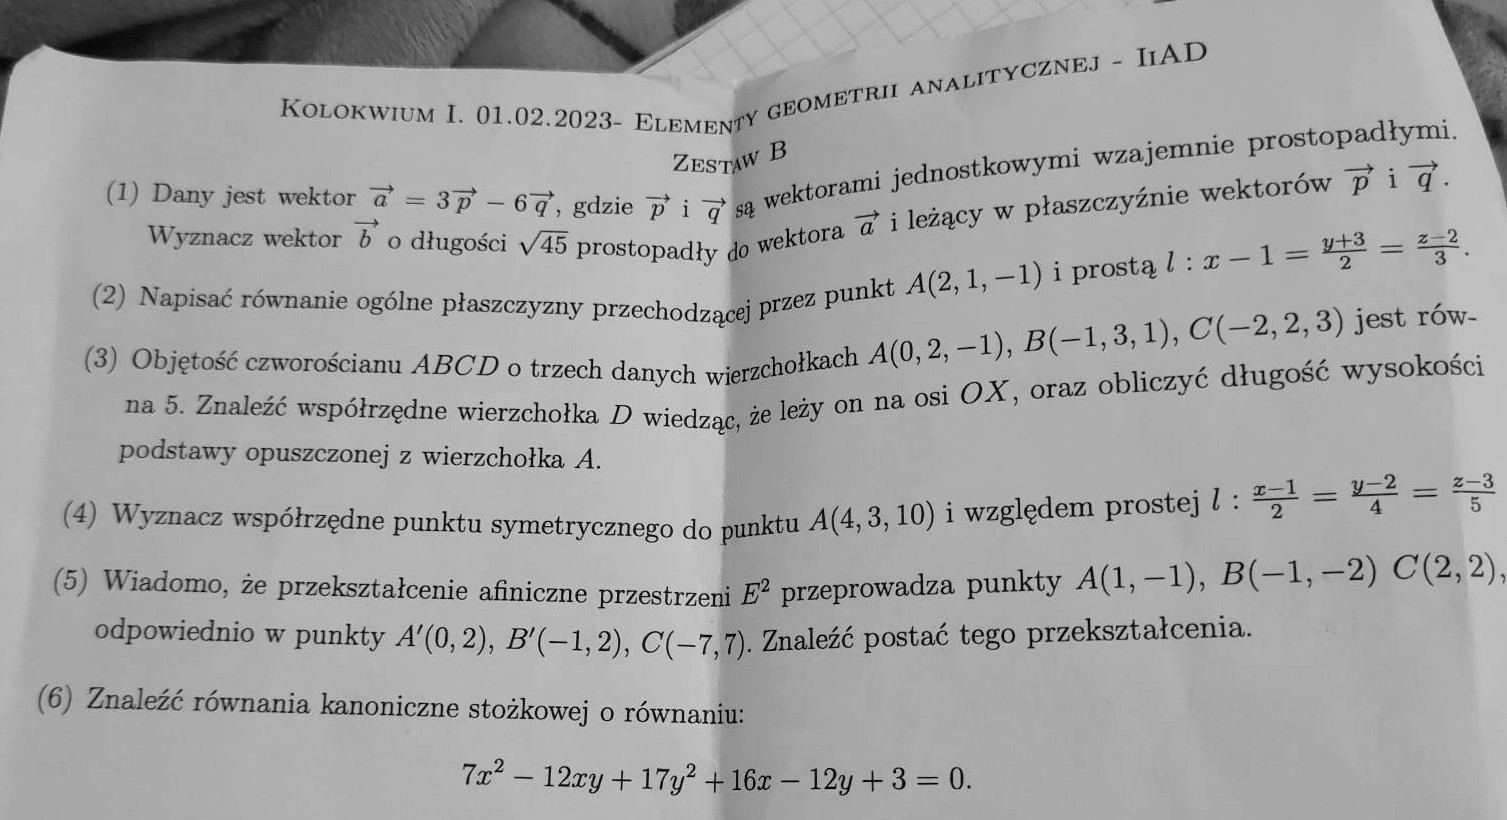 Kolokwium I. 01.02.2023- Elementy geometrii analitycznej - IiAD
Zestaw B
(1) Dany jest wektor $\overrightarrow{a} = 3\overrightarrow{p} - 6\overrightarrow{q}$, gdzie $\overrightarrow{p}$ i $\overrightarrow{q}$ są wektorami jednostkowymi wzajemnie prostopadłymi.
Wyznacz wektor $\overrightarrow{b}$ o długości $\sqrt{45}$ prostopadły do wektora $\overrightarrow{a}$ i leżący w płaszczyźnie wektorów $\overrightarrow{p}$ i $\overrightarrow{q}$.
(2) Napisać równanie ogólne płaszczyzny przechodzącej przez punkt $A(2, 1, -1)$ i prostą $l : x - 1 = \frac{y+3}{2} = \frac{z-2}{3}$.
(3) Objętość czworościanu $ABCD$ o trzech danych wierzchołkach $A(0, 2, -1)$, $B(-1, 3, 1)$, $C(-2, 2, 3)$ jest rów-
na 5. Znaleźć współrzędne wierzchołka $D$ wiedząc, że leży on na osi $OX$, oraz obliczyć długość wysokości
podstawy opuszczonej z wierzchołka $A$.
(4) Wyznacz współrzędne punktu symetrycznego do punktu $A(4, 3, 10)$ i względem prostej $l : \frac{x-1}{2} = \frac{y-2}{4} = \frac{z-3}{5}$
(5) Wiadomo, że przekształcenie afiniczne przestrzeni $E^2$ przeprowadza punkty $A(1, -1)$, $B(-1, -2)$ $C(2, 2)$,
odpowiednio w punkty $A'(0, 2)$, $B'(-1, 2)$, $C(-7, 7)$. Znaleźć postać tego przekształcenia.
(6) Znaleźć równania kanoniczne stożkowej o równaniu:
$7x^2 - 12xy + 17y^2 + 16x - 12y + 3 = 0.$